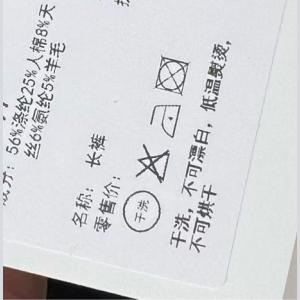 成分：56%涤纶25%人棉8%天
丝6%氨纶5%羊毛
名称：长裤
零售价：
干洗
干洗，不可漂白，低温熨烫，
不可烘干